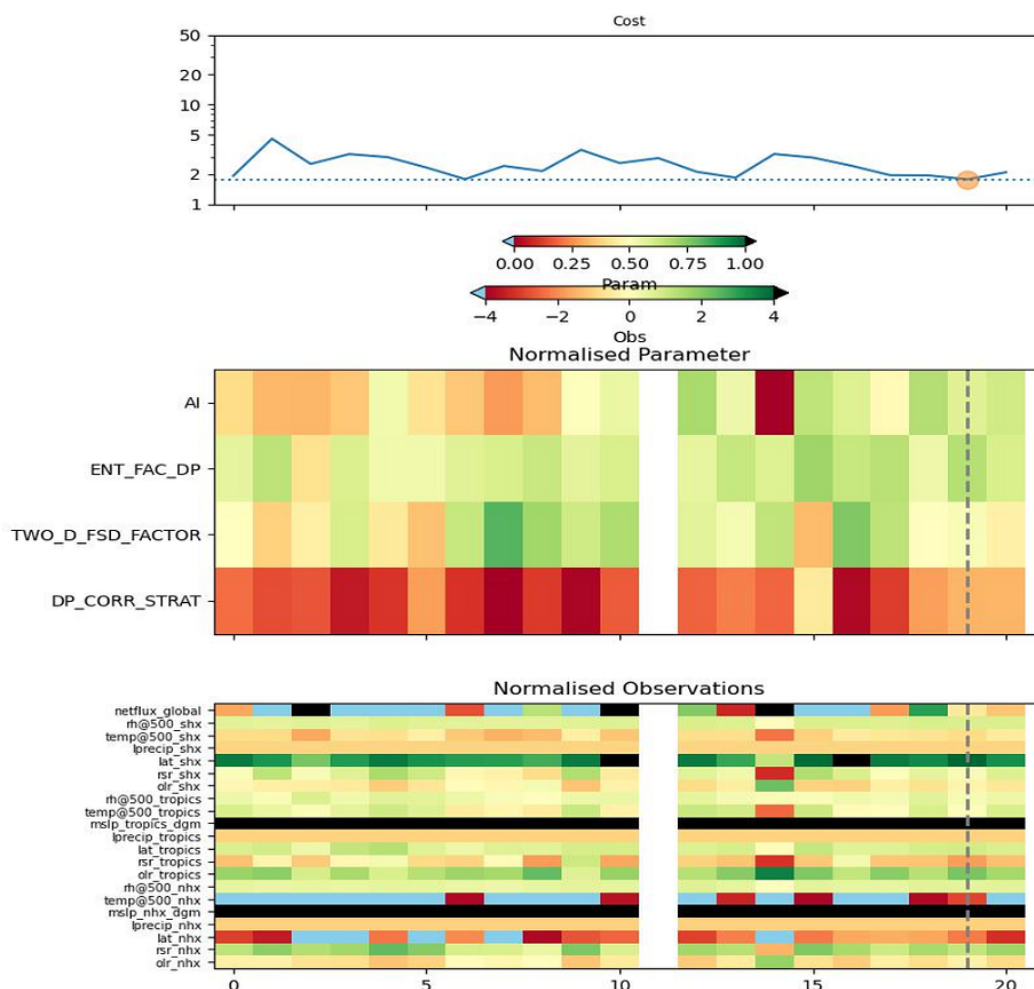 Cost
50
20
10
5
2
1
0.00 0.25 0.50 0.75 1.00
Param
−4 −2 0 2 4
Obs
Normalised Parameter
AI
ENT_FAC_DP
TWO_D_FSD_FACTOR
DP_CORR_STRAT
Normalised Observations
netflux_global
rh@500_shx
temp@500_shx
lprecip_shx
lat_shx
rsr_shx
olr_shx
rh@500_tropics
temp@500_tropics
mslp_tropics_dgm
lprecip_tropics
lat_tropics
rsr_tropics
olr_tropics
rh@500_nhx
temp@500_nhx
mslp_nhx_dgm
lprecip_nhx
lat_nhx
rsr_nhx
olr_nhx
0 5 10 15 20